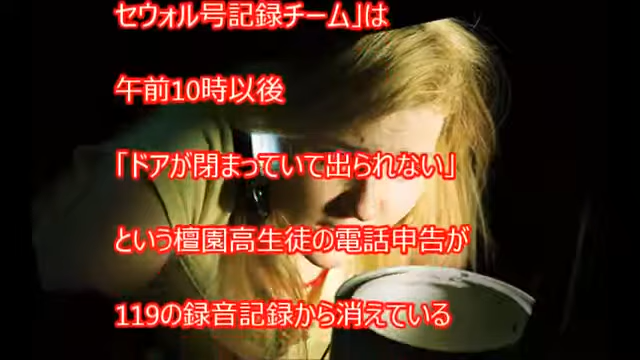 セウォル号記録チーム」は
午前10時以後
「ドアが閉まっていて出られない」
という檀園高生徒の電話申告が
119の録音記録から消えている